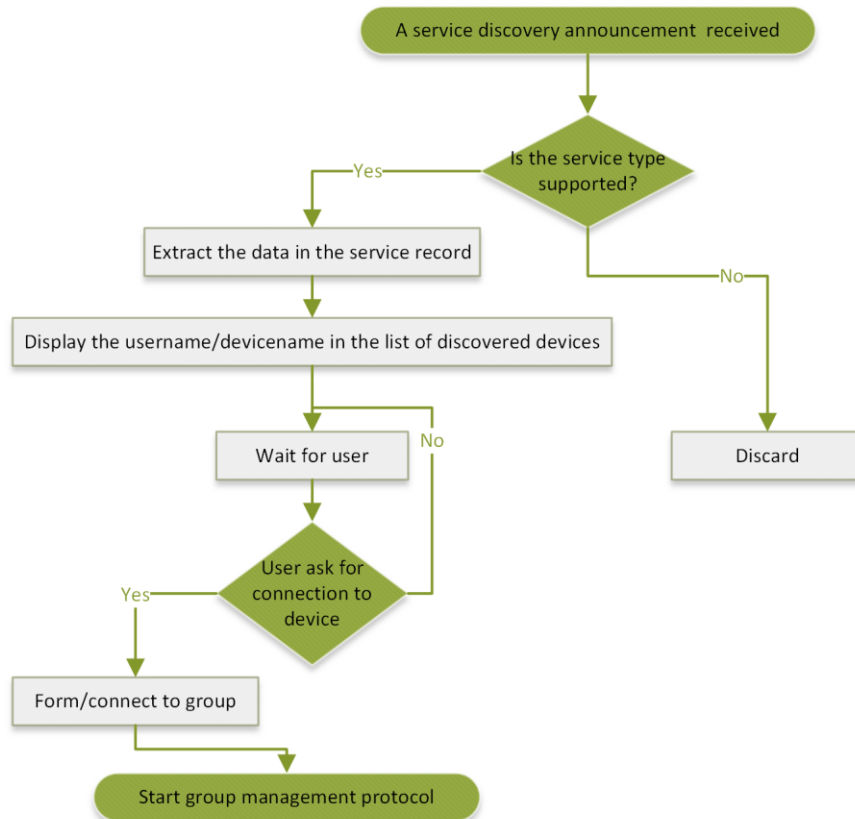 A service discovery announcement received
Is the service type
supported?
Yes
No
Extract the data in the service record
Display the username/devicename in the list of discovered devices
No
Wait for user
Discard
User ask for
connection to
device
Yes
Form/connect to group
Start group management protocol